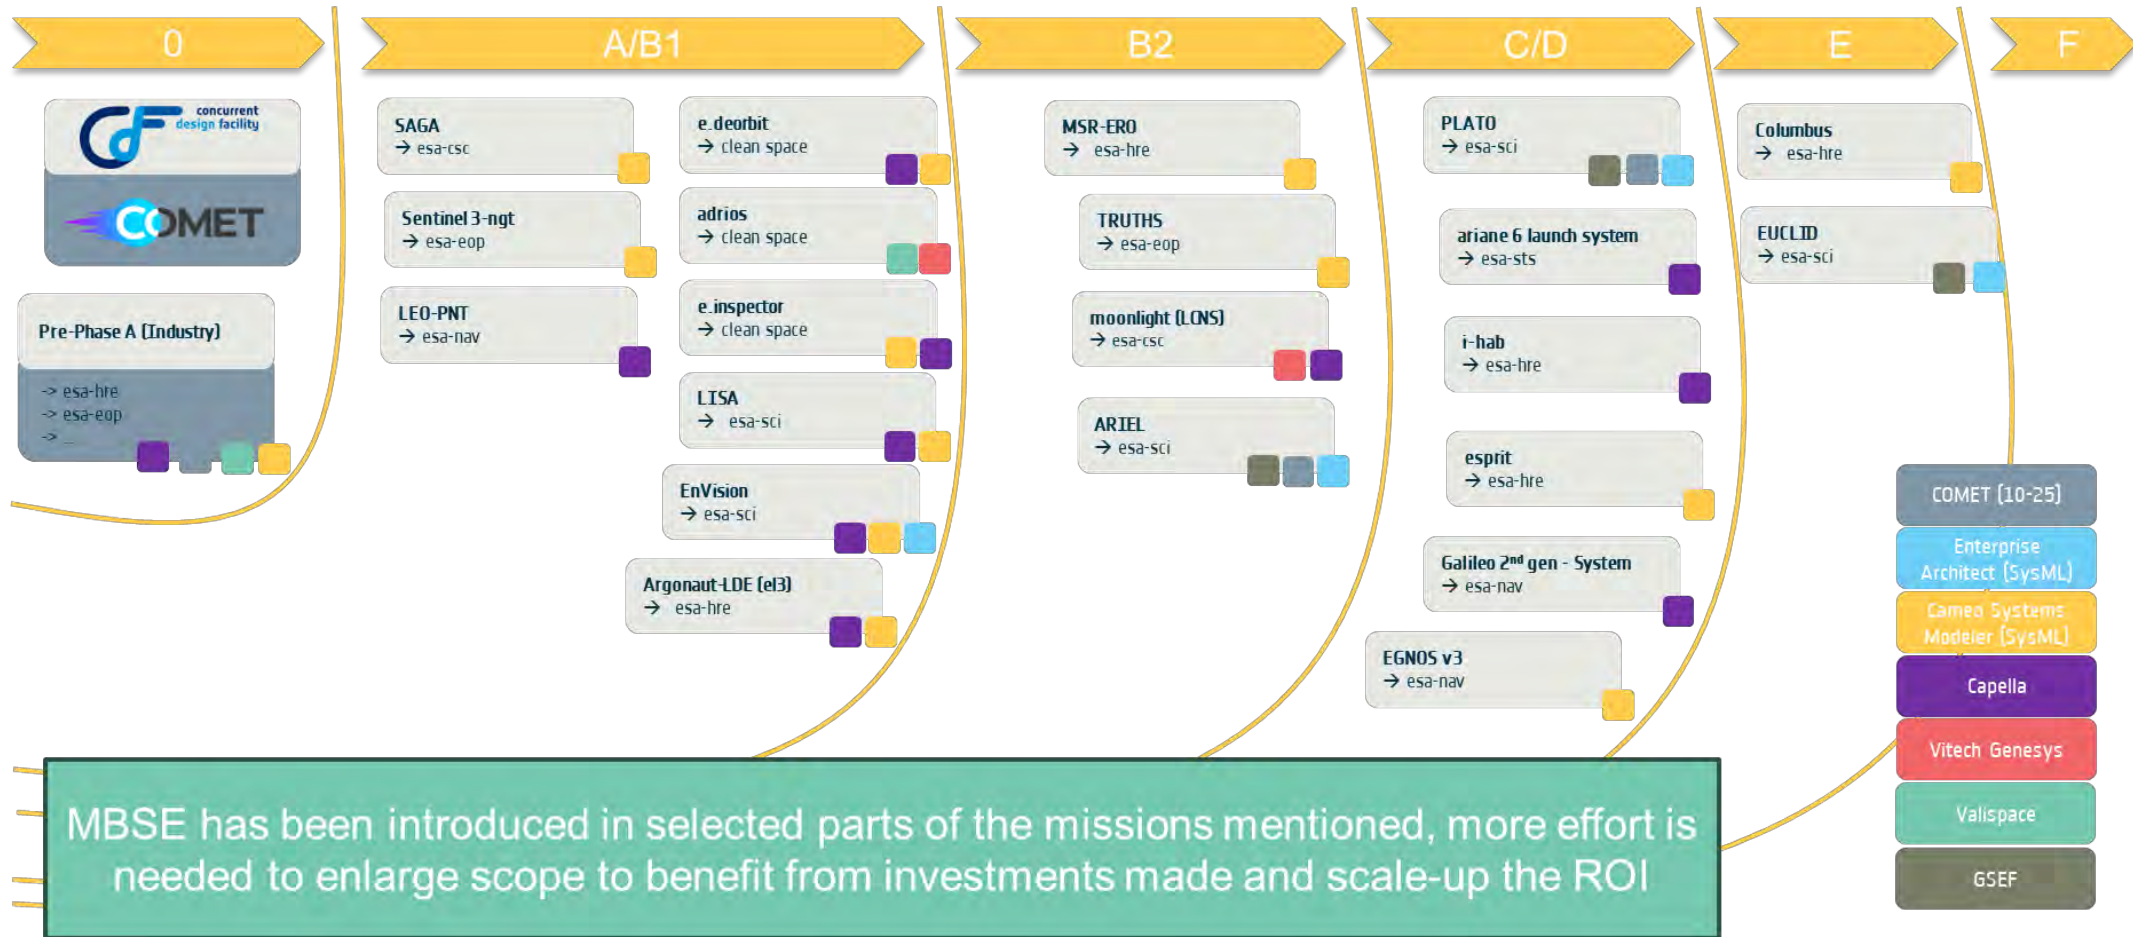 0
A/B1
B2
C/D
E
F
concurrent
design facility
COMET
Pre-Phase A (Industry)
-> esa-hre
-> esa-eop
-> ...
SAGA
→ esa-csc
Sentinel 3-ngt
→ esa-eop
LEO-PNT
→ esa-nav
e.deorbit
→ clean space
adrios
→ clean space
e.inspector
→ clean space
LISA
→ esa-sci
EnVision
→ esa-sci
Argonaut-LDE (el3)
→ esa-hre
MSR-ERO
→ esa-hre
TRUTHS
→ esa-eop
moonlight (LCNS)
→ esa-csc
ARIEL
→ esa-sci
PLATO
→ esa-sci
ariane 6 launch system
→ esa-sts
i-hab
→ esa-hre
esprit
→ esa-hre
Galileo 2nd gen - System
→ esa-nav
EGNOS v3
→ esa-nav
Columbus
→ esa-hre
EUCLID
→ esa-sci
COMET (10-25)
Enterprise
Architect (SysML)
Cameo Systems
Modeler (SysML)
Capella
Vitech Genesys
Valispace
GSEF
MBSE has been introduced in selected parts of the missions mentioned, more effort is
needed to enlarge scope to benefit from investments made and scale-up the ROI